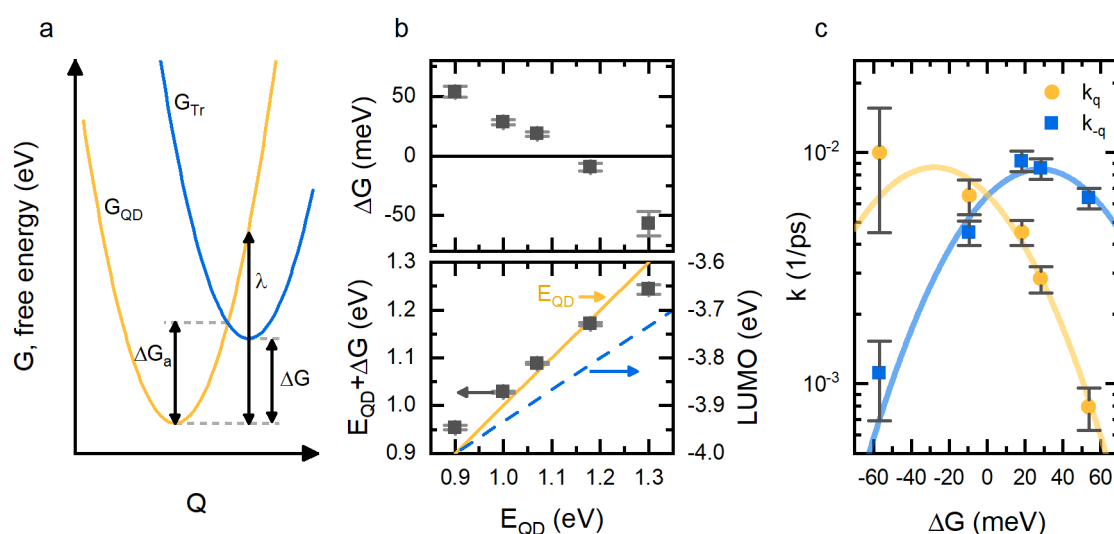 a
G, free energy (eV)
G_Tr
G_QD
λ
ΔG_a
ΔG
Q
b
ΔG (meV)
50
0
-50
E_QD+ΔG (eV)
1.3
1.2
1.1
1.0
0.9
E_QD
-3.6
-3.7
-3.8
-3.9
-4.0
LUMO (eV)
0.9 1.0 1.1 1.2 1.3
E_QD (eV)
c
k (1/ps)
10⁻²
10⁻³
k_q
k_-q
-60 -40 -20 0 20 40 60
ΔG (meV)